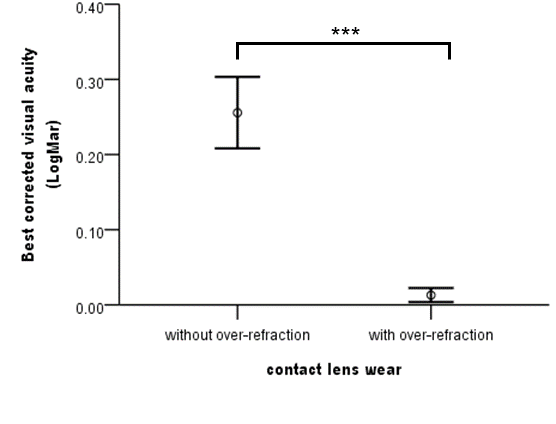 0.40
***
0.30
0.20
0.10
0.00
Best corrected visual acuity
(LogMar)
without over-refraction
with over-refraction
contact lens wear